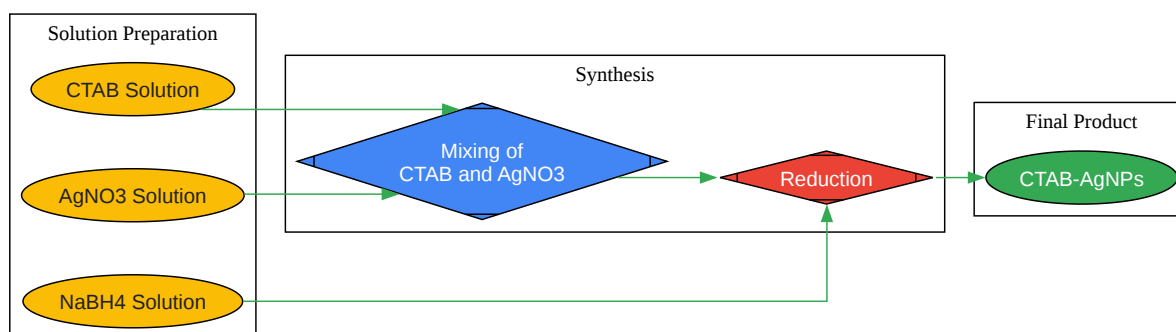 Solution Preparation
CTAB Solution
AgNO3 Solution
NaBH4 Solution
Synthesis
Mixing of
CTAB and AgNO3
Reduction
Final Product
CTAB-AgNPs